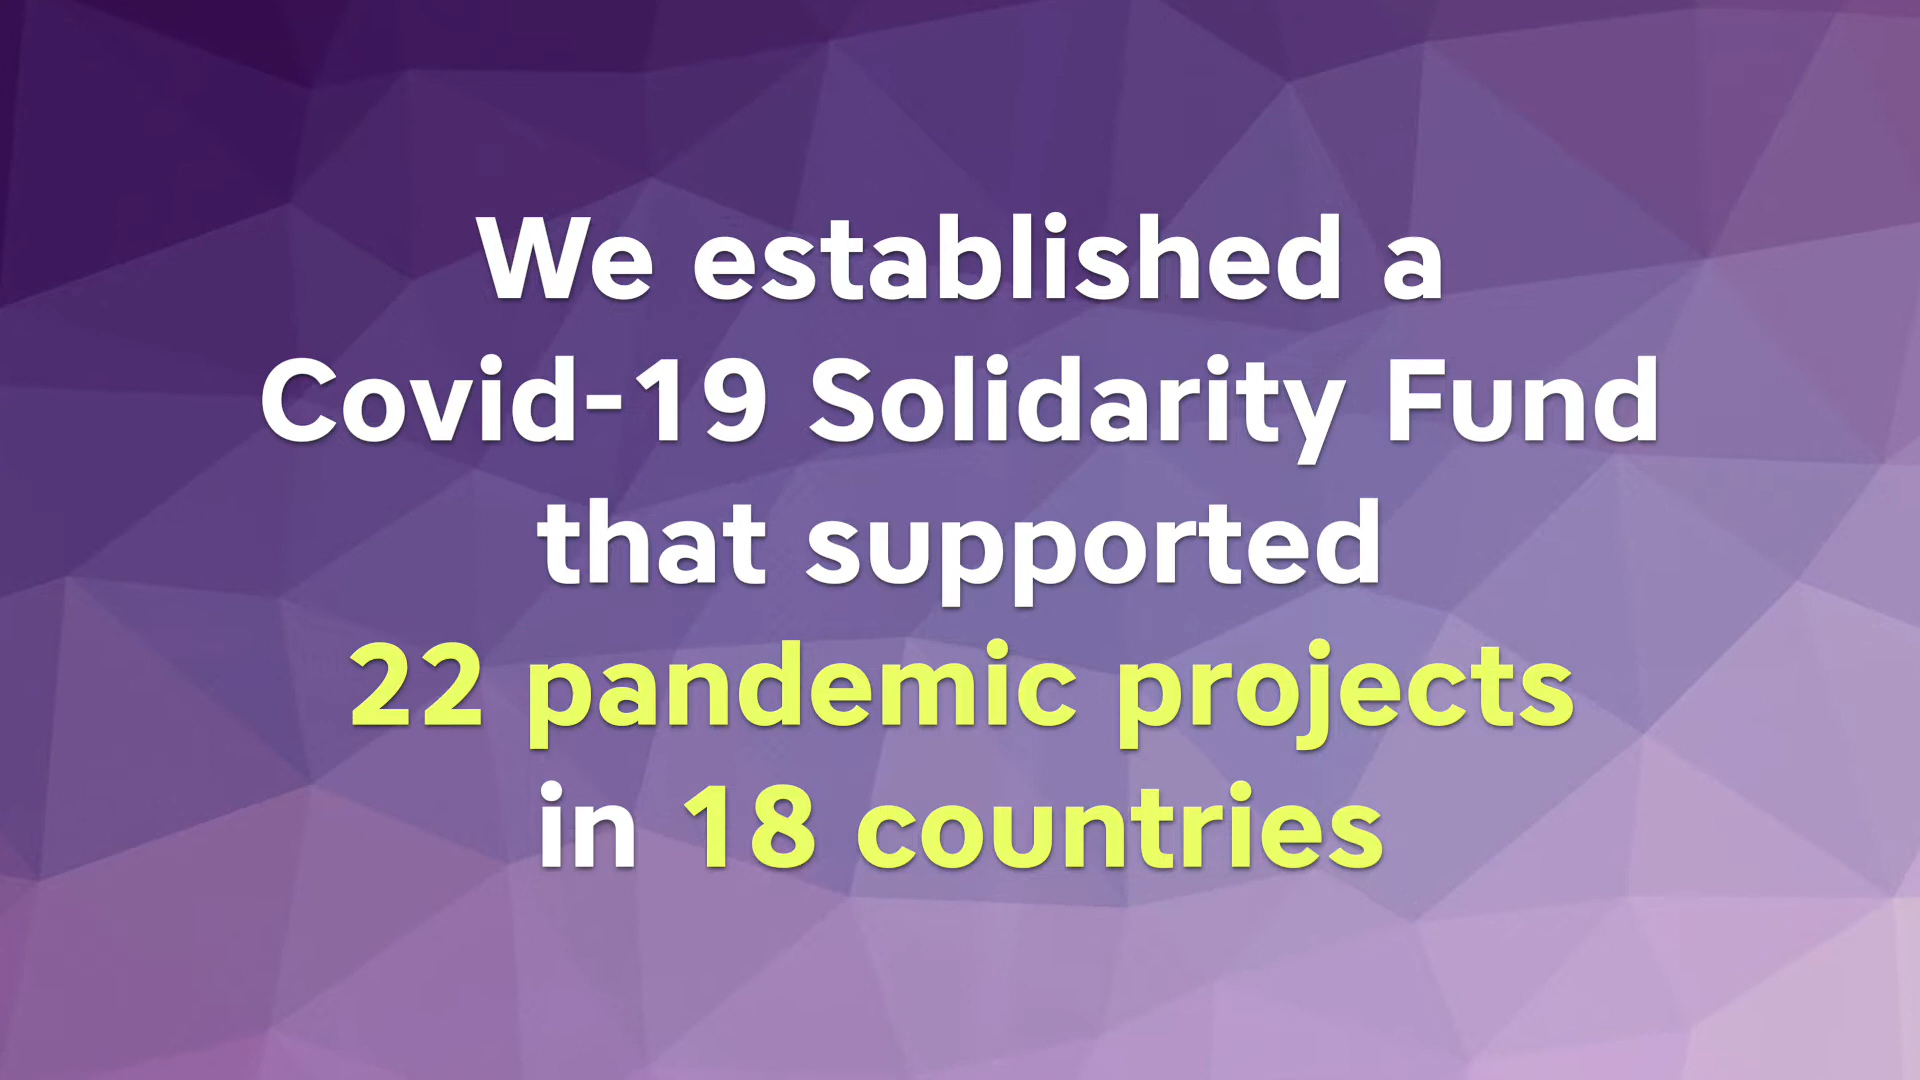 We established a
Covid-19 Solidarity Fund
that supported
22 pandemic projects
in 18 countries